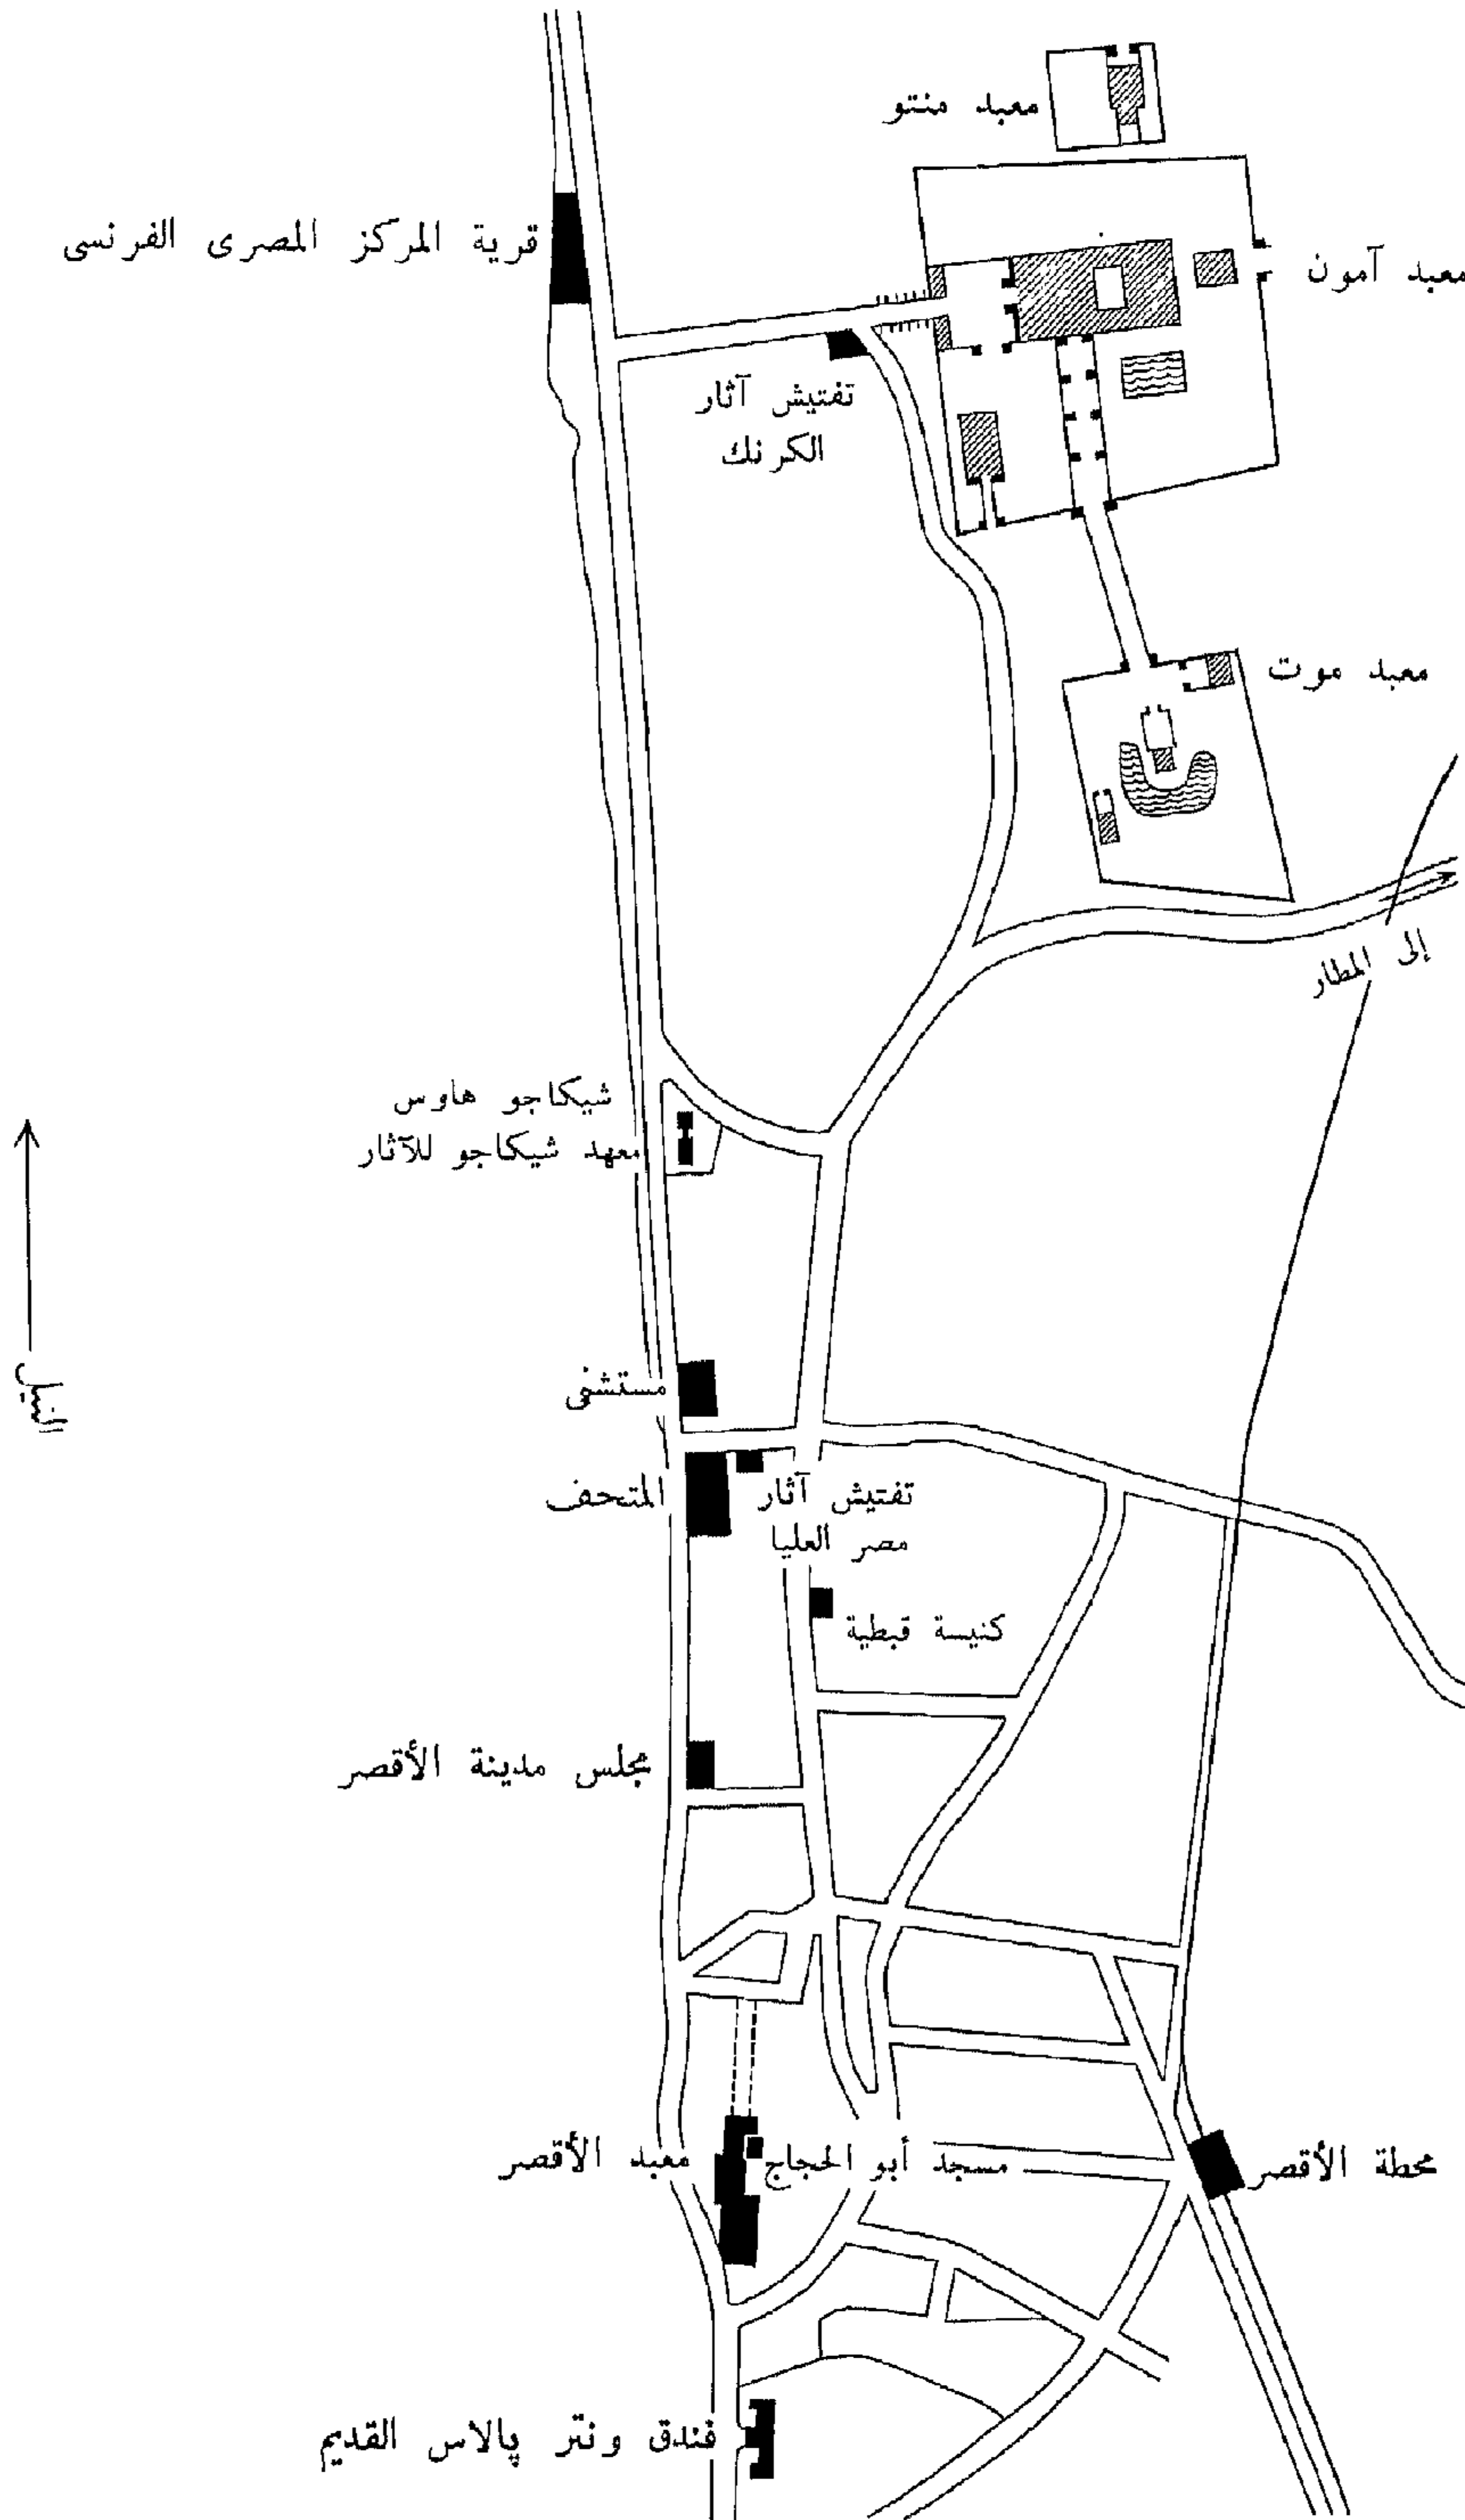 معبد منتو
قرية المركز المصرى الفرنسى
معبد آمون
تفتيش آثار
الكرنك
معبد موت
إلى المطار
شيكاجو هاوس
معهد شيكاجو للآثار
النيل
مستشفى
المتحف
تفتيش آثار
مصر العليا
كنيسة قبطية
مجلس مدينة الأقصر
معبد الأقصر
مسجد أبو الحجاج
محطة الأقصر
فندق ونتر پالاس القديم